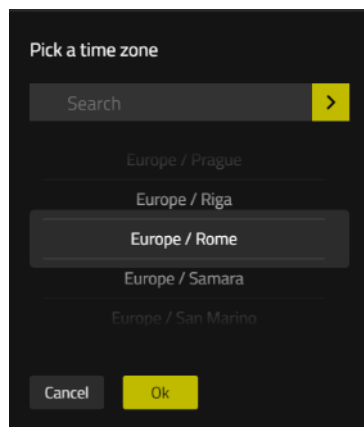 Pick a time zone
Search
Europe / Prague
Europe / Riga
Europe / Rome
Europe / Samara
Europe / San Marino
Cancel
Ok